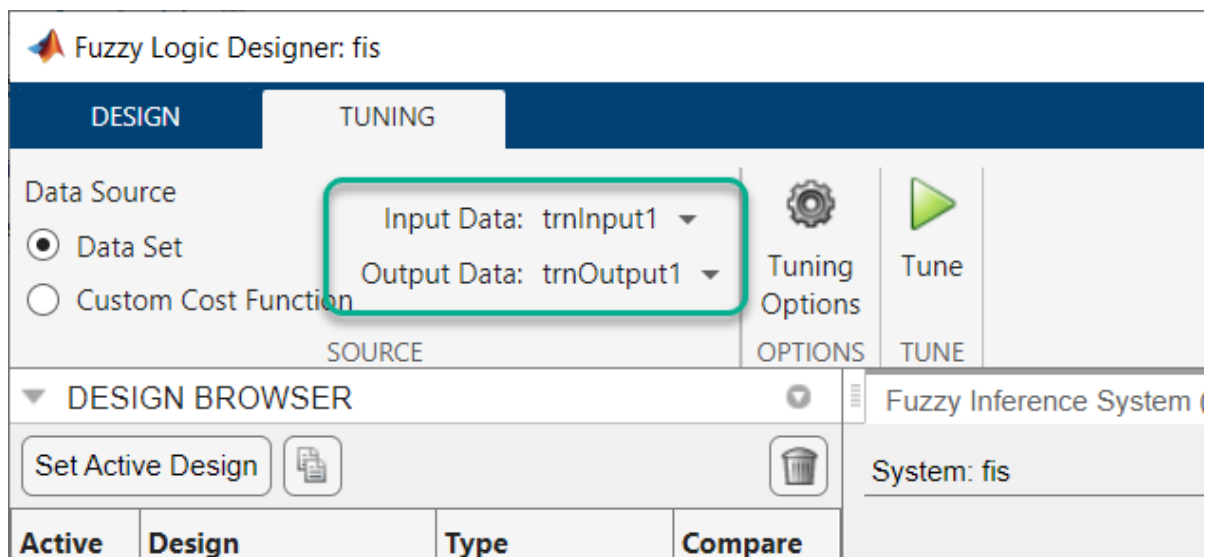 Fuzzy Logic Designer: fis
DESIGN TUNING
Data Source
Input Data: trnInput1
Data Set
Output Data: trnOutput1
Custom Cost Function
Tuning Options
Tune
SOURCE OPTIONS TUNE
DESIGN BROWSER
Fuzzy Inference System (
Set Active Design
System: fis
Active Design Type Compare